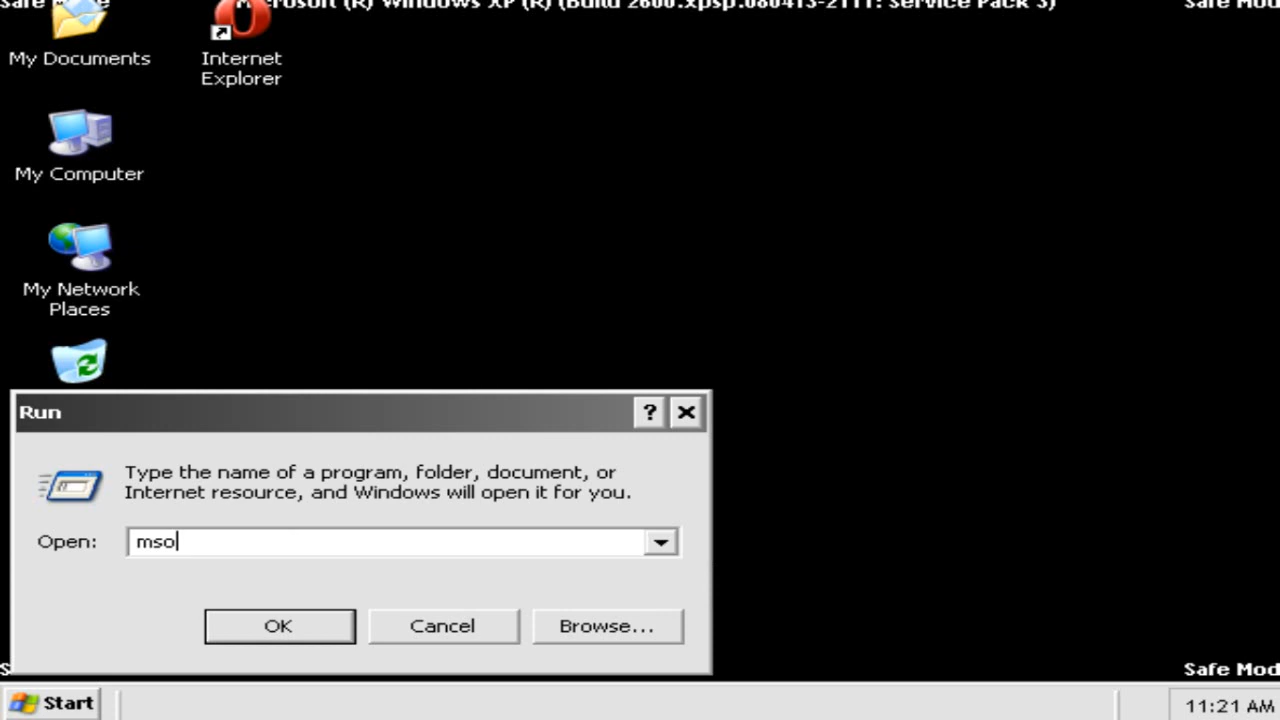 Safe Mode
Microsoft (R) Windows XP (R) (Build 2600.xpsp.080413-2111: Service Pack 3)
Safe Mod
My Documents
Internet
Explorer
My Computer
My Network
Places
Run
?
Type the name of a program, folder, document, or
Internet resource, and Windows will open it for you.
Open:
mso
OK
Cancel
Browse...
S
Safe Mod
Start
11:21 AM